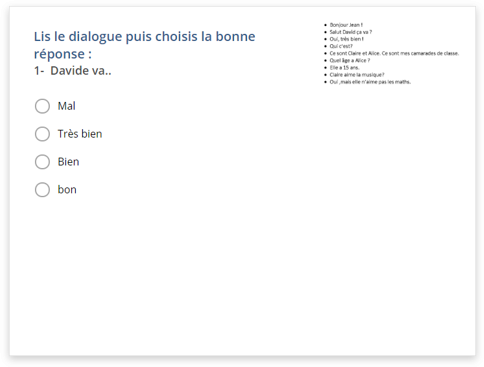 Lis le dialogue puis choisis la bonne
réponse :
1- Davide va..
Mal
Très bien
Bien
bon
• Bonjour Jean !
• Salut David ça va ?
• Oui, très bien !
• Qui c'est?
• Ce sont Claire et Alice. Ce sont mes camarades de classe.
• Quel âge a Alice ?
• Elle a 15 ans.
• Claire aime la musique?
• Oui ,mais elle n'aime pas les maths.